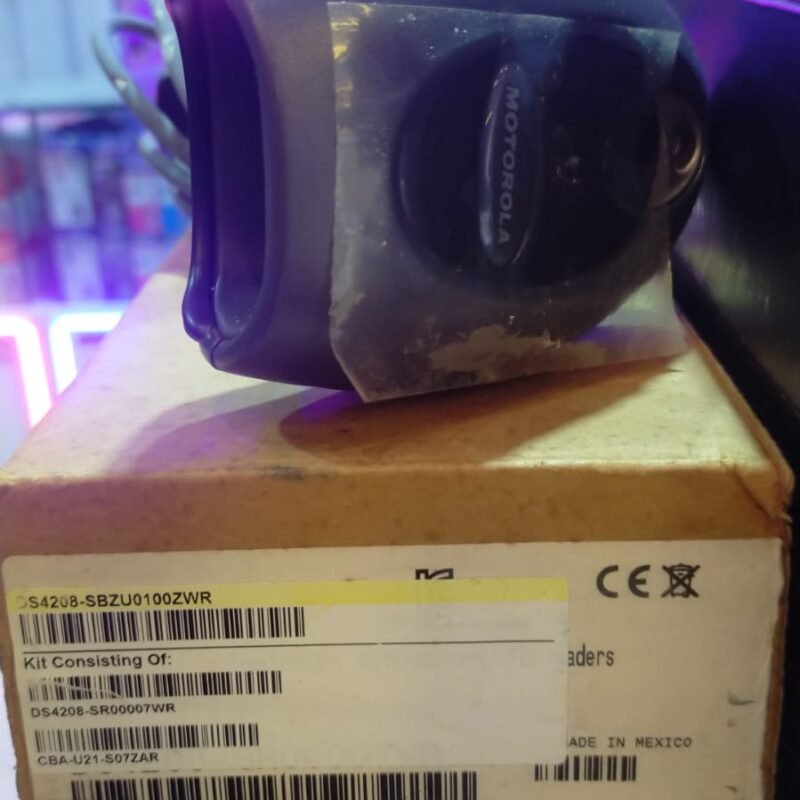 MOTOROLA
CE
DS4208-SBZU0100ZWR
Kit Consisting Of:
aders
DS4208-SR00007WR
ADE IN MEXICO
CBA-U21-S07ZAR